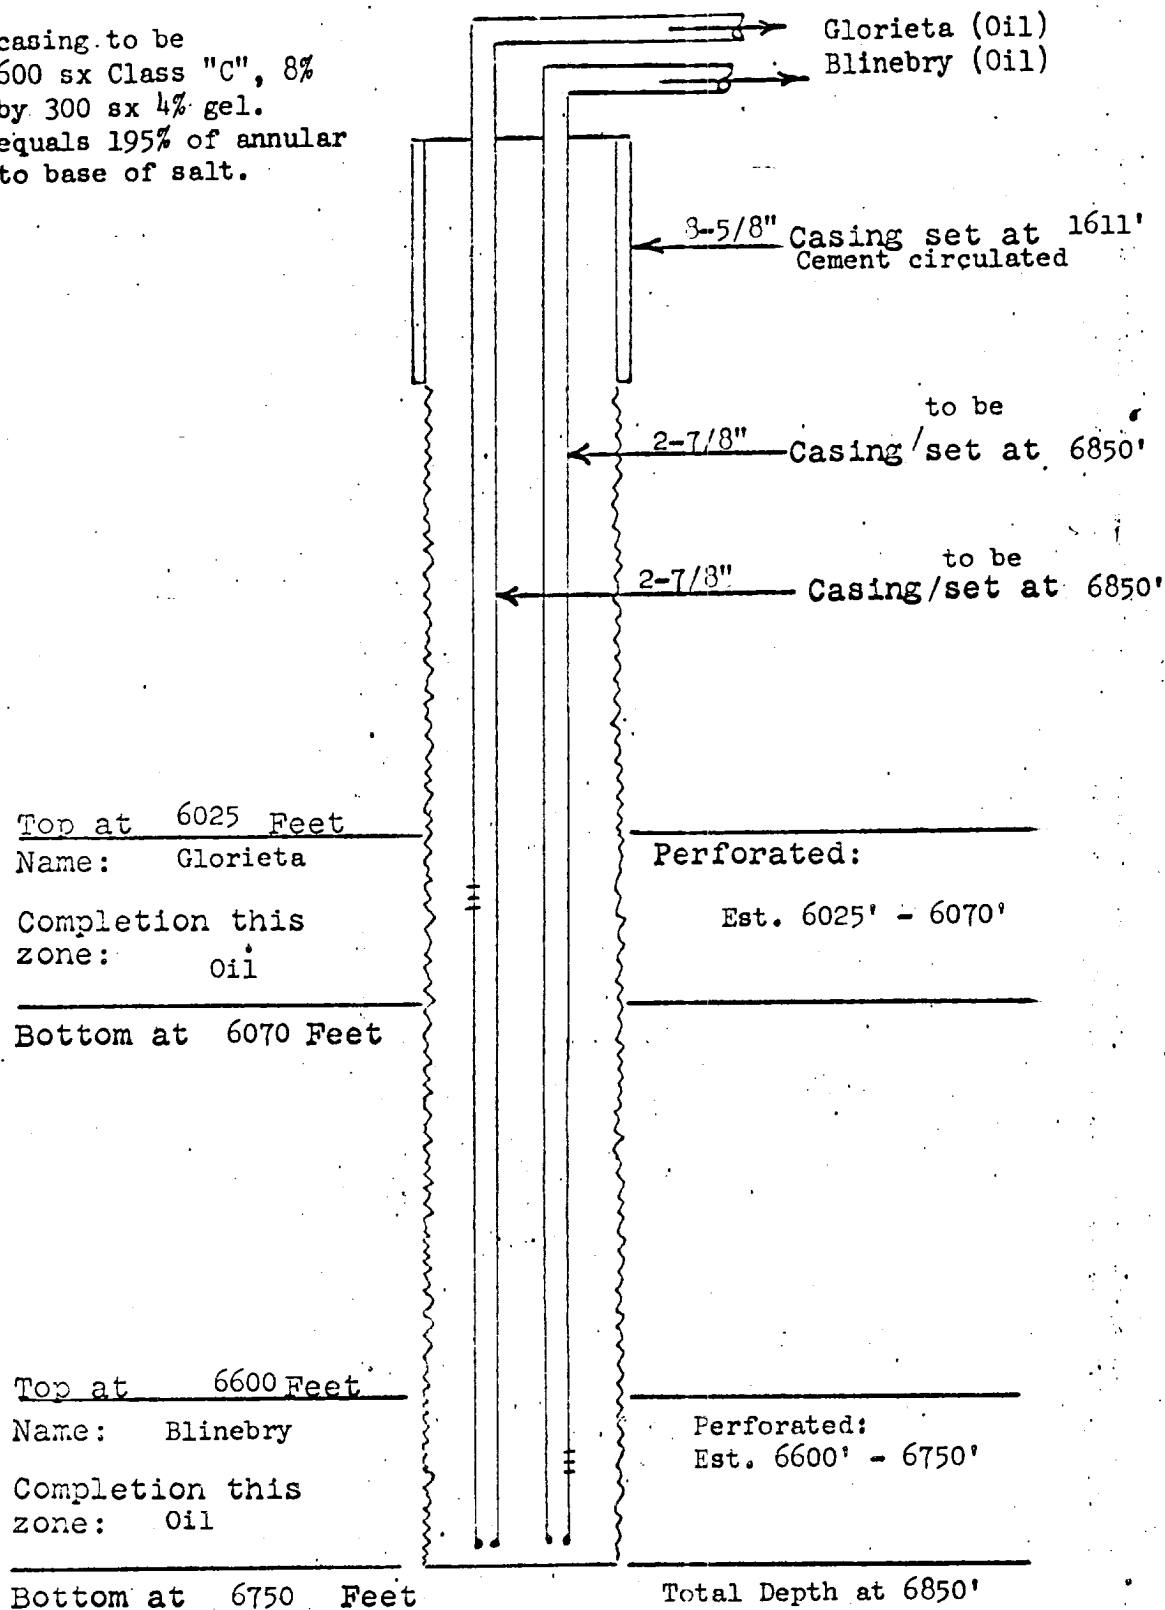 casing to be
600 sx Class "C", 8%
by 300 sx 4% gel.
equals 195% of annular
to base of salt.
Glorieta (Oil)
Blinebry (Oil)
8-5/8" Casing set at 1611'
Cement circulated
to be
2-7/8" Casing/set at 6850'
to be
2-7/8" Casing/set at 6850'
Top at 6025 Feet
Name: Glorieta
Completion this
zone: Oil
Bottom at 6070 Feet
Perforated:
Est. 6025' - 6070'
Top at 6600 Feet
Name: Blinebry
Completion this
zone: Oil
Bottom at 6750 Feet
Perforated:
Est. 6600' - 6750'
Total Depth at 6850'